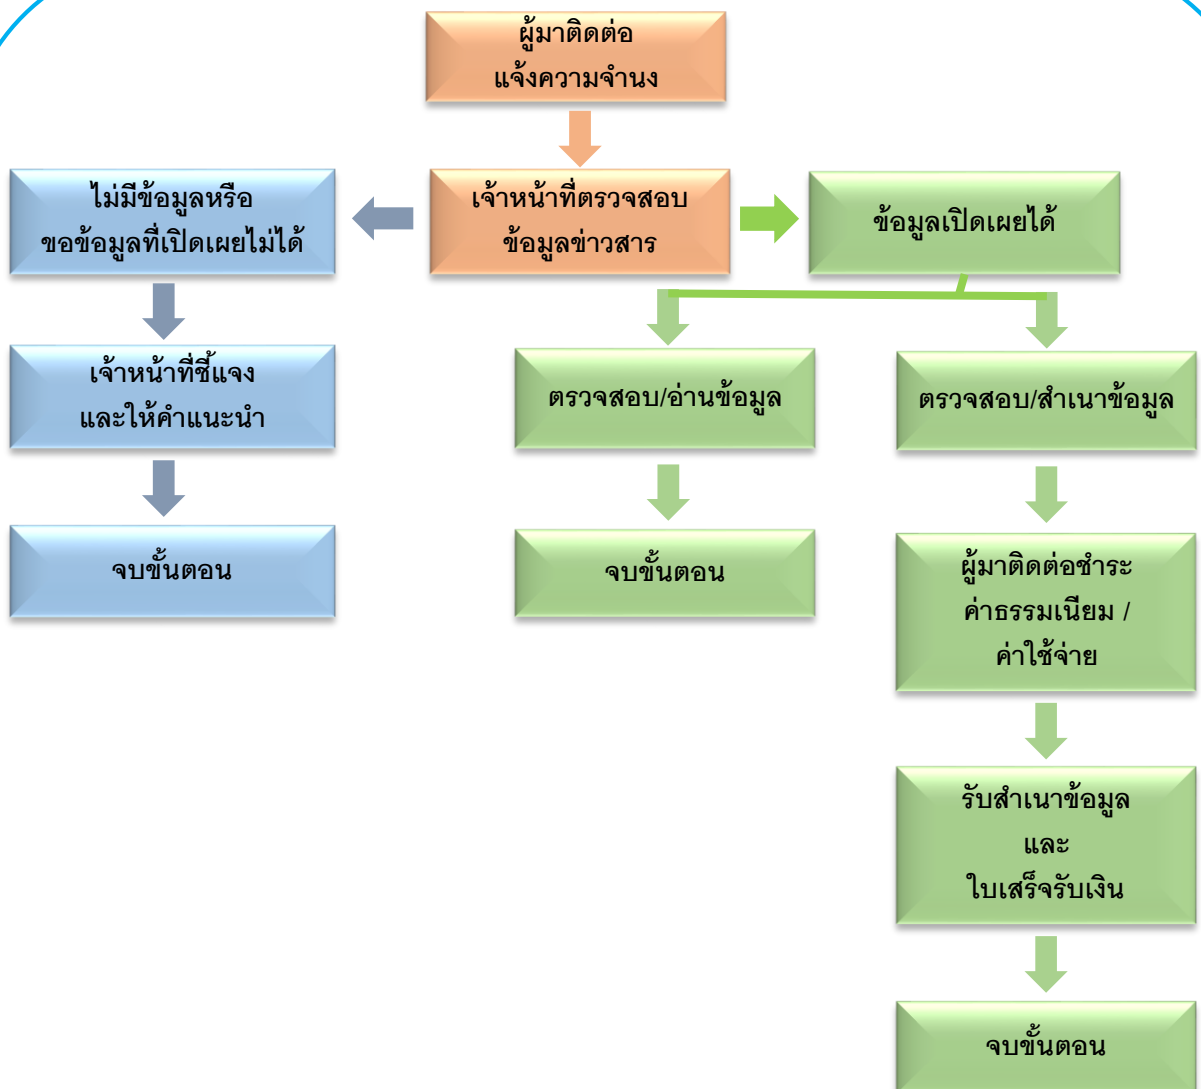 ผู้มาติดต่อ
แจ้งความจำนง
ไม่มีข้อมูลหรือ
ขอข้อมูลที่เปิดเผยไม่ได้
เจ้าหน้าที่ตรวจสอบ
ข้อมูลข่าวสาร
ข้อมูลเปิดเผยได้
เจ้าหน้าที่ชี้แจง
และให้คำแนะนำ
ตรวจสอบ/อ่านข้อมูล
ตรวจสอบ/สำเนาข้อมูล
จบขั้นตอน
จบขั้นตอน
ผู้มาติดต่อชำระ
ค่าธรรมเนียม /
ค่าใช้จ่าย
รับสำเนาข้อมูล
และ
ใบเสร็จรับเงิน
จบขั้นตอน